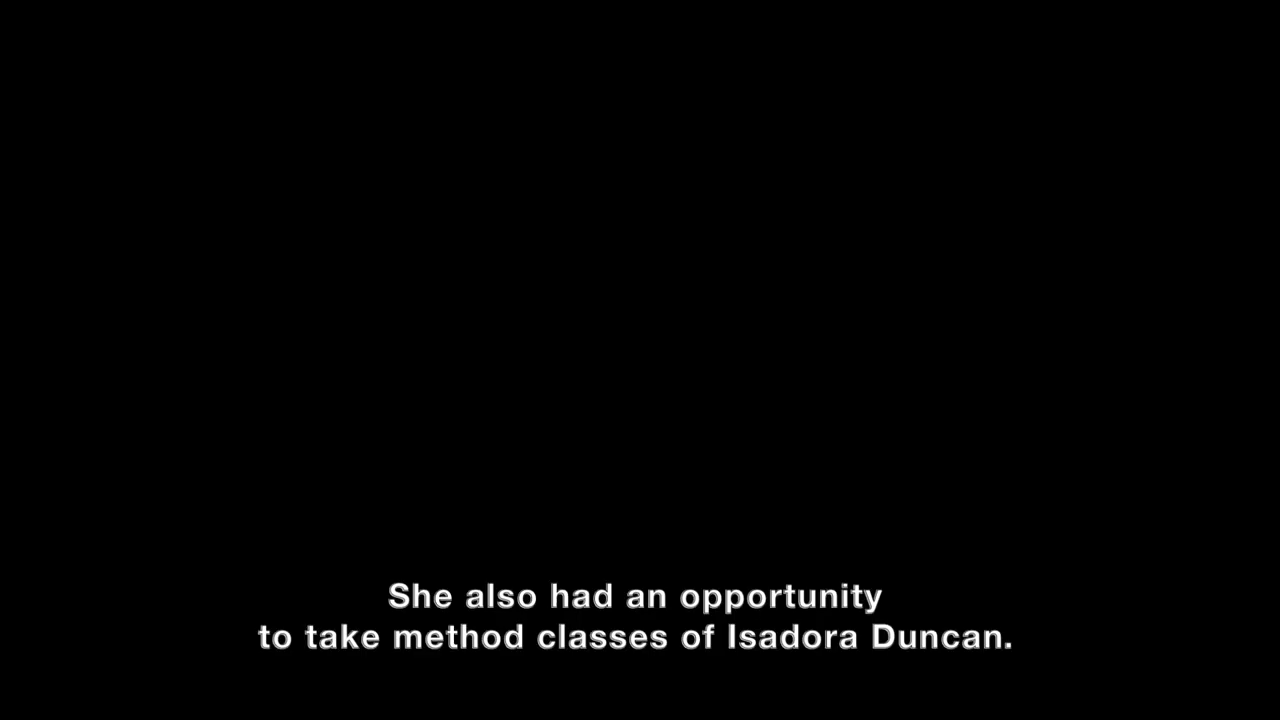 She also had an opportunity
to take method classes of Isadora Duncan.